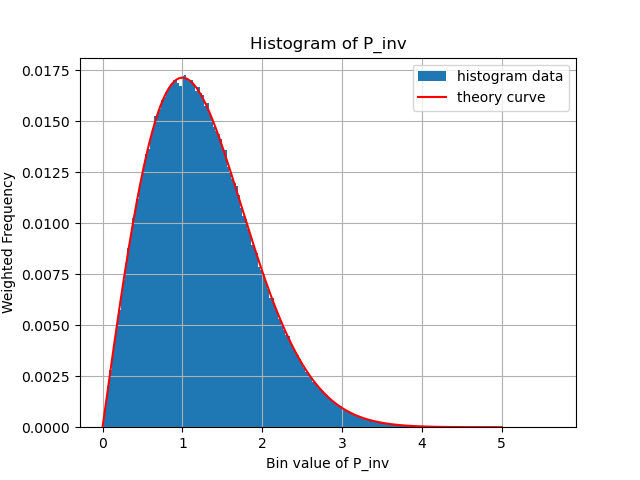 Histogram of P_inv
histogram data
theory curve
0.0175
0.0150
0.0125
0.0100
0.0075
0.0050
0.0025
0.0000
Weighted Frequency
0 1 2 3 4 5
Bin value of P_inv